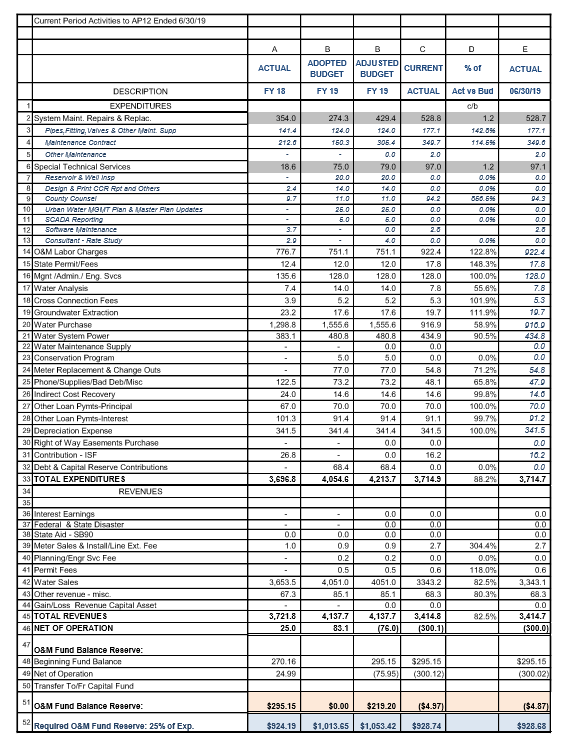 Current Period Activities to AP12 Ended 6/30/19
A B B C D E
ACTUAL ADOPTED BUDGET ADJUSTED BUDGET CURRENT % of ACTUAL
DESCRIPTION FY 18 FY 19 FY 19 ACTUAL Act vs Bud 06/30/19
1 EXPENDITURES c/b
2 System Maint. Repairs & Replac. 354.0 274.3 429.4 528.8 1.2 528.7
3 Pipes,Fitting,Valves & Other Maint. Supp 141.4 124.0 124.0 177.1 142.8% 177.1
4 Maintenance Contract 212.6 150.3 305.4 349.7 114.5% 349.6
5 Other Maintenance - - 0.0 2.0 2.0
6 Special Technical Services 18.6 75.0 79.0 97.0 1.2 97.1
7 Reservoir & Well Insp - 20.0 20.0 0.0 0.0% 0.0
8 Design & Print CCR Rpt and Others 2.4 14.0 14.0 0.0 0.0% 0.0
9 County Counsel 9.7 11.0 11.0 94.2 856.5% 94.3
10 Urban Water MGMT Plan & Master Plan Updates - 25.0 25.0 0.0 0.0% 0.0
11 SCADA Reporting - 5.0 5.0 0.0 0.0% 0.0
12 Software Maintenance 3.7 - 0.0 2.8 2.8
13 Consultant - Rate Study 2.9 - 4.0 0.0 0.0% 0.0
14 O&M Labor Charges 776.7 751.1 751.1 922.4 122.8% 922.4
15 State Permit/Fees 12.4 12.0 12.0 17.8 148.3% 17.8
16 Mgnt /Admin./ Eng. Svcs 135.6 128.0 128.0 128.0 100.0% 128.0
17 Water Analysis 7.4 14.0 14.0 7.8 55.6% 7.8
18 Cross Connection Fees 3.9 5.2 5.2 5.3 101.9% 5.3
19 Groundwater Extraction 23.2 17.6 17.6 19.7 111.9% 19.7
20 Water Purchase 1,298.8 1,555.6 1,555.6 916.9 58.9% 916.9
21 Water System Power 383.1 480.8 480.8 434.9 90.5% 434.8
22 Water Maintenance Supply - - 0.0 0.0 0.0
23 Conservation Program - 5.0 5.0 0.0 0.0% 0.0
24 Meter Replacement & Change Outs - 77.0 77.0 54.8 71.2% 54.8
25 Phone/Supplies/Bad Deb/Misc 122.5 73.2 73.2 48.1 65.8% 47.9
26 Indirect Cost Recovery 24.0 14.6 14.6 14.6 99.8% 14.6
27 Other Loan Pymts-Principal 67.0 70.0 70.0 70.0 100.0% 70.0
28 Other Loan Pymts-Interest 101.3 91.4 91.4 91.1 99.7% 91.2
29 Depreciation Expense 341.5 341.4 341.4 341.5 100.0% 341.5
30 Right of Way Easements Purchase - - 0.0 0.0 0.0
31 Contribution - ISF 26.8 - 0.0 16.2 16.2
32 Debt & Capital Reserve Contributions 68.4 68.4 0.0 0.0% 0.0
33 TOTAL EXPENDITURES 3,696.8 4,054.6 4,213.7 3,714.9 88.2% 3,714.7
34 REVENUES
35
36 Interest Earnings - - 0.0 0.0 0.0
37 Federal & State Disaster - - 0.0 0.0 0.0
38 State Aid - SB90 0.0 0.0 0.0 0.0 0.0
39 Meter Sales & Install/Line Ext. Fee 1.0 0.9 0.9 2.7 304.4% 2.7
40 Planning/Engr Svc Fee - 0.2 0.2 0.0 0.0% 0.0
41 Permit Fees - 0.5 0.5 0.6 118.0% 0.6
42 Water Sales 3,653.5 4,051.0 4051.0 3343.2 82.5% 3,343.1
43 Other revenue - misc. 67.3 85.1 85.1 68.3 80.3% 68.3
44 Gain/Loss Revenue Capital Asset - - 0.0 0.0 0.0
45 TOTAL REVENUES 3,721.8 4,137.7 4,137.7 3,414.8 82.5% 3,414.7
46 NET OF OPERATION 25.0 83.1 (76.0) (300.1) (300.0)
47 O&M Fund Balance Reserve:
48 Beginning Fund Balance 270.16 295.15 $295.15 $295.15
49 Net of Operation 24.99 (75.95) (300.12) (300.02)
50 Transfer To/Fr Capital Fund
51 O&M Fund Balance Reserve: $295.15 $0.00 $219.20 ($4.97) ($4.87)
52 Required O&M Fund Reserve: 25% of Exp. $924.19 $1,013.65 $1,053.42 $928.74 $928.68